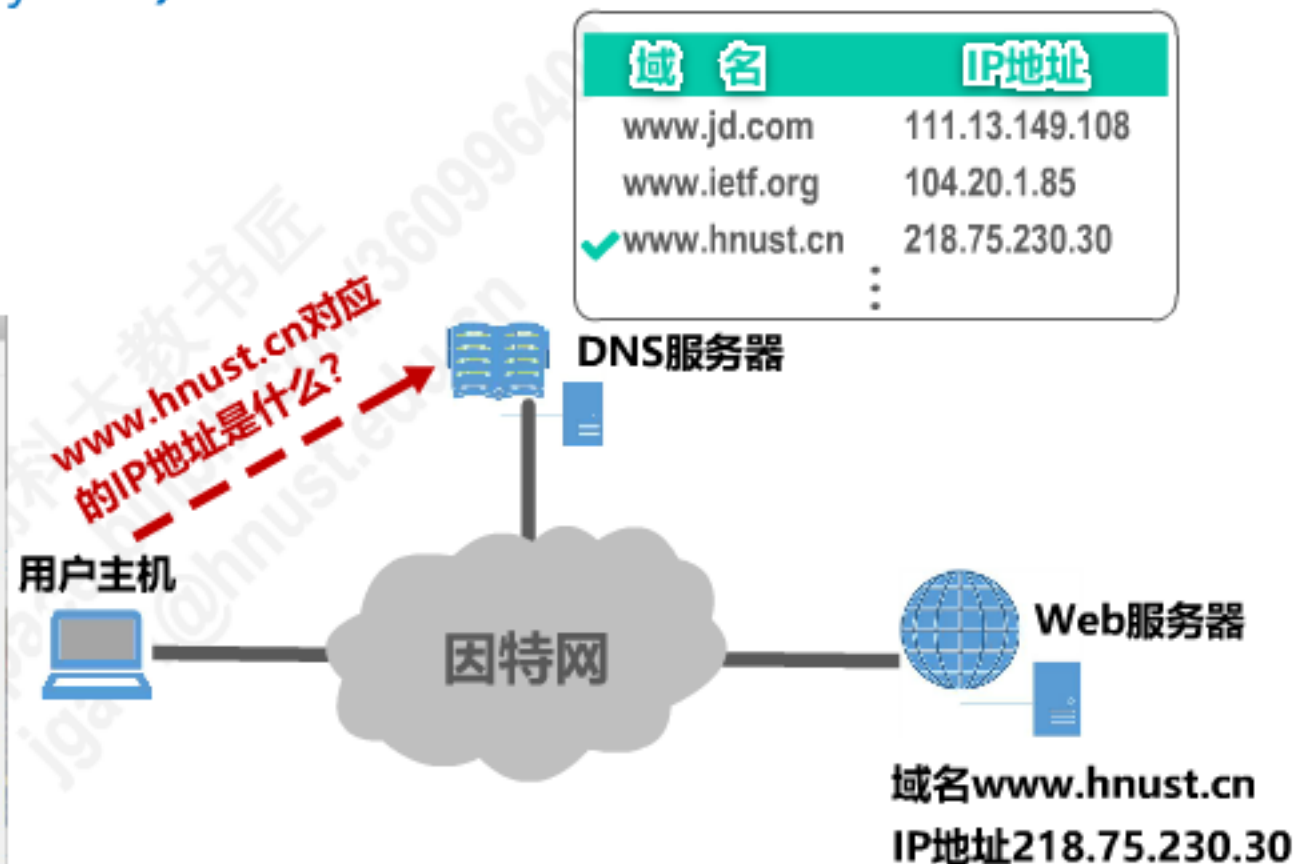 域 名 IP地址
www.jd.com 111.13.149.108
www.ietf.org 104.20.1.85
www.hnust.cn 218.75.230.30
www.hnust.cn对应
的IP地址是什么?
DNS服务器
用户主机
因特网
Web服务器
域名www.hnust.cn
IP地址218.75.230.30